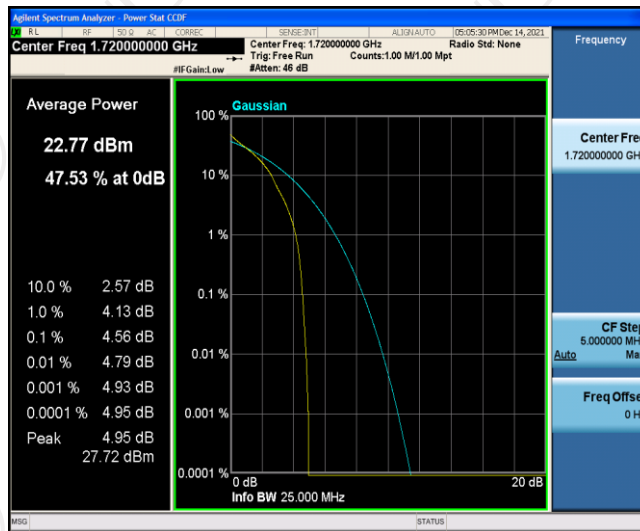 Agilent Spectrum Analyzer - Power Stat CCDF
RL RF 50 Ω AC CORREC SENSE:INT ALIGN AUTO 05:05:30 PM Dec 14, 2021
Center Freq 1.720000000 GHz
Center Freq: 1.720000000 GHz
Radio Std: None
Trig: Free Run
Counts:1.00 M/1.00 Mpt
#IFGain:Low
#Atten: 46 dB
Average Power
22.77 dBm
47.53 % at 0dB
10.0 % 2.57 dB
1.0 % 4.13 dB
0.1 % 4.56 dB
0.01 % 4.79 dB
0.001 % 4.93 dB
0.0001 % 4.95 dB
Peak 4.95 dB
27.72 dBm
Gaussian
100 %
10 %
1 %
0.1 %
0.01 %
0.001 %
0.0001 %
0 dB
20 dB
Info BW 25.000 MHz
Frequency
Center Fre
1.720000000 GH
CF Step
5.000000 MH
Auto Ma
Freq Offse
0 H
MSG
STATUS